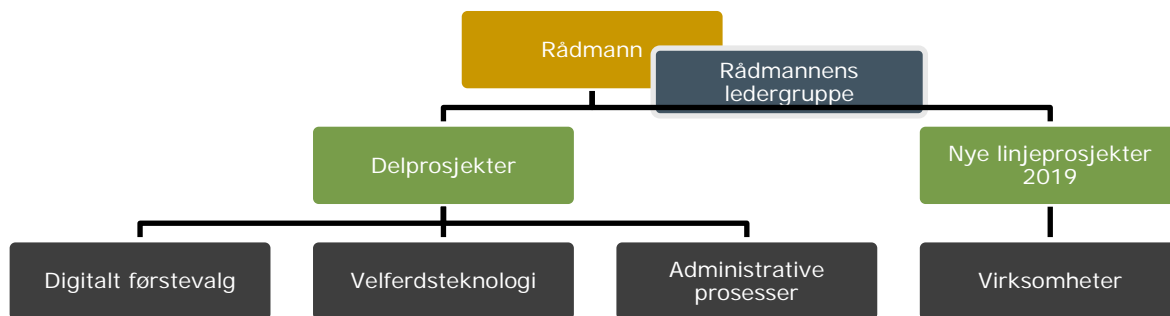 Rådmann
Rådmannens
ledergruppe
Delprosjekter
Nye linjeprosjekter
2019
Digitalt førstevalg
Velferdsteknologi
Administrative
prosesser
Virksomheter